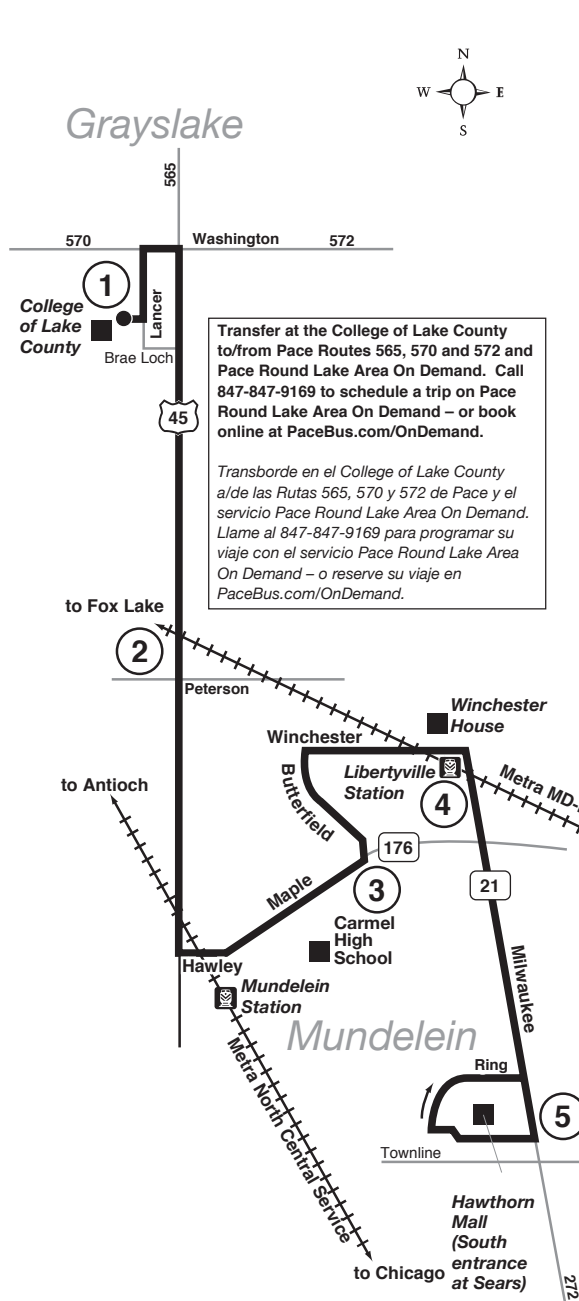 N
W E
S
Grayslake
565
570 Washington 572
1
Lancer
College
of Lake
County
Brae Loch
45
Transfer at the College of Lake County
to/from Pace Routes 565, 570 and 572 and
Pace Round Lake Area On Demand. Call
847-847-9169 to schedule a trip on Pace
Round Lake Area On Demand – or book
online at PaceBus.com/OnDemand.
Transborde en el College of Lake County
a/de las Rutas 565, 570 y 572 de Pace y el
servicio Pace Round Lake Area On Demand.
Llame al 847-847-9169 para programar su
viaje con el servicio Pace Round Lake Area
On Demand – o reserve su viaje en
PaceBus.com/OnDemand.
to Fox Lake
2
Peterson
Winchester
House
Winchester
to Antioch
Butterfield
Libertyville
Station
4
Metra MD-
176
21
Maple
3
Carmel
High
School
Hawley
Mundelein
Station
Milwaukee
Mundelein
Metra North Central Service
Ring
5
Townline
Hawthorn
Mall
(South
entrance
at Sears)
to Chicago
272